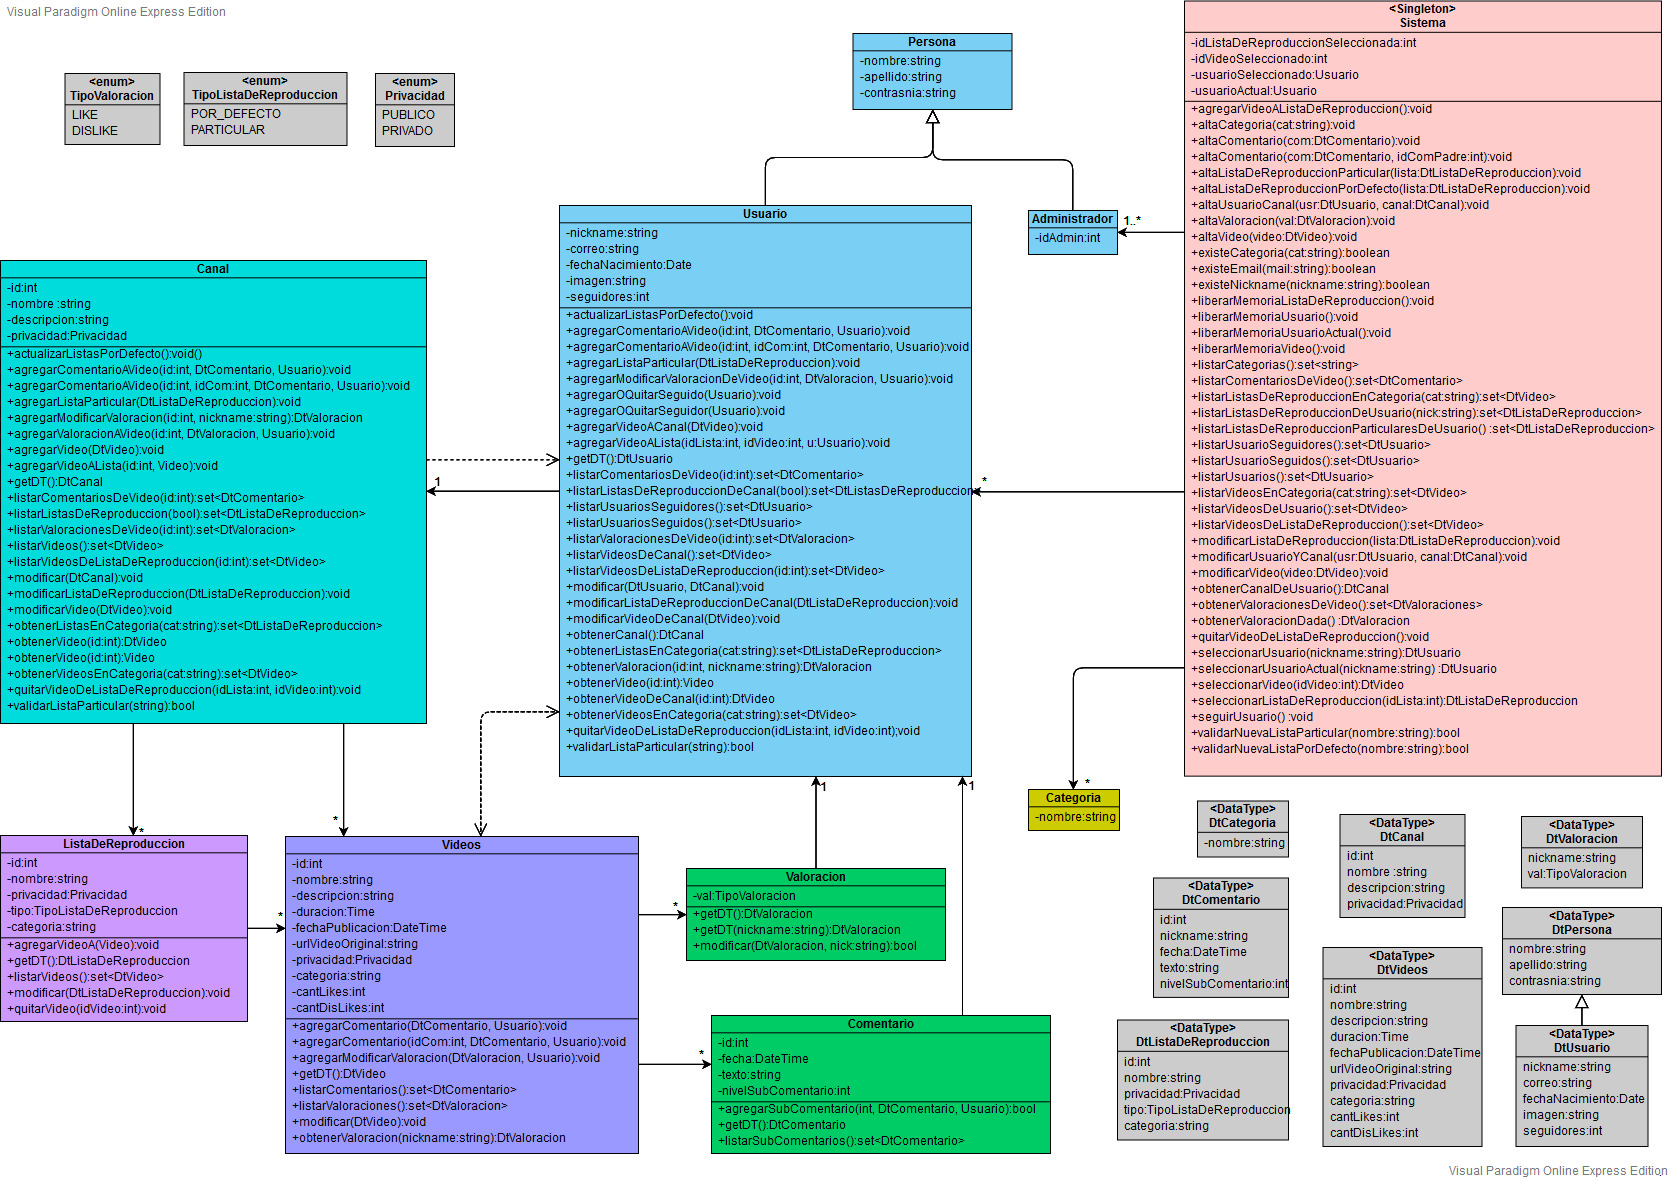 Visual Paradigm Online Express Edition
<enum>
TipoValoracion
LIKE
DISLIKE
<enum>
TipoListaDeReproduccion
POR_DEFECTO
PARTICULAR
<enum>
Privacidad
PUBLICO
PRIVADO
Persona
-nombre:string
-apellido:string
-contrasnia:string
<Singleton>
Sistema
-idListaDeReproduccionSeleccionada:int
-idVideoSeleccionado:int
-usuarioSeleccionado:Usuario
-usuarioActual:Usuario
+agregarVideoAListaDeReproduccion():void
+altaCategoria(cat:string):void
+altaComentario(com:DtComentario):void
+altaComentario(com:DtComentario, idComPadre:int):void
+altaListaDeReproduccionParticular(lista:DtListaDeReproduccion):void
+altaListaDeReproduccionPorDefecto(lista:DtListaDeReproduccion):void
+altaUsuarioCanal(usr:DtUsuario, canal:DtCanal):void
+altaValoracion(val:DtValoracion):void
+altaVideo(video:DtVideo):void
+existeCategoria(cat:string):boolean
+existeEmail(mail:string):boolean
+existeNickname(nickname:string):boolean
+liberarMemoriaListaDeReproduccion():void
+liberarMemoriaUsuario():void
+liberarMemoriaUsuarioActual():void
+liberarMemoriaVideo():void
+listarCategorias():set<string>
+listarComentariosDeVideo():set<DtComentario>
+listarListasDeReproduccionEnCategoria(cat:string):set<DtVideo>
+listarListasDeReproduccionDeUsuario(nick:string):set<DtListaDeReproduccion>
+listarListasDeReproduccionParticularesDeUsuario() :set<DtListaDeReproduccion>
+listarUsuarioSeguidores():set<DtUsuario>
+listarUsuarioSeguidos():set<DtUsuario>
+listarUsuarios():set<DtUsuario>
+listarVideosEnCategoria(cat:string):set<DtVideo>
+listarVideosDeUsuario():set<DtVideo>
+listarVideosDeListaDeReproduccion():set<DtVideo>
+modificarListaDeReproduccion(lista:DtListaDeReproduccion):void
+modificarUsuarioYCanal(usr:DtUsuario, canal:DtCanal):void
+modificarVideo(video:DtVideo):void
+obtenerCanalDeUsuario():DtCanal
+obtenerValoracionesDeVideo():set<DtValoraciones>
+obtenerValoracionDada() :DtValoracion
+quitarVideoDeListaDeReproduccion():void
+seleccionarUsuario(nickname:string):DtUsuario
+seleccionarUsuarioActual(nickname:string) :DtUsuario
+seleccionarVideo(idVideo:int):DtVideo
+seleccionarListaDeReproduccion(idLista:int):DtListaDeReproduccion
+seguirUsuario() :void
+validarNuevaListaParticular(nombre:string):bool
+validarNuevaListaPorDefecto(nombre:string):bool
Administrador
-idAdmin:int
1..*
Usuario
-nickname:string
-correo:string
-fechaNacimiento:Date
-imagen:string
-seguidores:int
+actualizarListasPorDefecto():void
+agregarComentarioAVideo(id:int, DtComentario, Usuario):void
+agregarComentarioAVideo(id:int, idCom:int, DtComentario, Usuario):void
+agregarListaParticular(DtListaDeReproduccion):void
+agregarModificarValoracionDeVideo(id:int, DtValoracion, Usuario):void
+agregarOQuitarSeguido(Usuario):void
+agregarOQuitarSeguidor(Usuario):void
+agregarVideoACanal(DtVideo):void
+agregarVideoALista(idLista:int, idVideo:int, u:Usuario):void
+getDT():DtUsuario
+listarComentariosDeVideo(id:int):set<DtComentario>
+listarListasDeReproduccionDeCanal(bool):set<DtListasDeReproduccion
+listarUsuariosSeguidores():set<DtUsuario>
+listarUsuariosSeguidos():set<DtUsuario>
+listarValoracionesDeVideo(id:int):set<DtValoracion>
+listarVideosDeCanal():set<DtVideo>
+listarVideosDeListaDeReproduccion(id:int):set<DtVideo>
+modificar(DtUsuario, DtCanal):void
+modificarListaDeReproduccionDeCanal(DtListaDeReproduccion):void
+modificarVideoDeCanal(DtVideo):void
+obtenerCanal():DtCanal
+obtenerListasEnCategoria(cat:string):set<DtListaDeReproduccion>
+obtenerValoracion(id:int, nickname:string):DtValoracion
+obtenerVideo(id:int):Video
+obtenerVideoDeCanal(id:int):DtVideo
+obtenerVideosEnCategoria(cat:string):set<DtVideo>
+quitarVideoDeListaDeReproduccion(idLista:int, idVideo:int);void
+validarListaParticular(string):bool
*
1
Canal
-id:int
-nombre :string
-descripcion:string
-privacidad:Privacidad
+actualizarListasPorDefecto():void()
+agregarComentarioAVideo(id:int, DtComentario, Usuario):void
+agregarComentarioAVideo(id:int, idCom:int, DtComentario, Usuario):void
+agregarListaParticular(DtListaDeReproduccion):void
+agregarModificarValoracion(id:int, nickname:string):DtValoracion
+agregarValoracionAVideo(id:int, DtValoracion, Usuario):void
+agregarVideo(DtVideo):void
+agregarVideoALista(id:int, Video):void
+getDT():DtCanal
+listarComentariosDeVideo(id:int):set<DtComentario>
+listarListasDeReproduccion(bool):set<DtListaDeReproduccion>
+listarValoracionesDeVideo(id:int):set<DtValoracion>
+listarVideos():set<DtVideo>
+listarVideosDeListaDeReproduccion(id:int):set<DtVideo>
+modificar(DtCanal):void
+modificarListaDeReproduccion(DtListaDeReproduccion):void
+modificarVideo(DtVideo):void
+obtenerListasEnCategoria(cat:string):set<DtListaDeReproduccion>
+obtenerVideo(id:int):DtVideo
+obtenerVideo(id:int):Video
+obtenerVideosEnCategoria(cat:string):set<DtVideo>
+quitarVideoDeListaDeReproduccion(idLista:int, idVideo:int):void
+validarListaParticular(string):bool
*
*
ListaDeReproduccion
-id:int
-nombre:string
-privacidad:Privacidad
-tipo:TipoListaDeReproduccion
-categoria:string
+agregarVideoA(Video):void
+getDT():DtListaDeReproduccion
+listarVideos():set<DtVideo>
+modificar(DtListaDeReproduccion):void
+quitarVideo(idVideo:int):void
*
Videos
-id:int
-nombre:string
-descripcion:string
-duracion:Time
-fechaPublicacion:DateTime
-urlVideoOriginal:string
-privacidad:Privacidad
-categoria:string
-cantLikes:int
-cantDisLikes:int
+agregarComentario(DtComentario, Usuario):void
+agregarComentario(idCom:int, DtComentario, Usuario):void
+agregarModificarValoracion(DtValoracion, Usuario):void
+getDT():DtVideo
+listarComentarios():set<DtComentario>
+listarValoraciones():set<DtValoracion>
+modificar(DtVideo):void
+obtenerValoracion(nickname:string):DtValoracion
*
*
1
1
Valoracion
-val:TipoValoracion
+getDT():DtValoracion
+getDT(nickname:string):DtValoracion
+modificar(DtValoracion, nick:string):bool
Comentario
-id:int
-fecha:DateTime
-texto:string
-nivelSubComentario:int
+agregarSubComentario(int, DtComentario, Usuario):bool
+getDT():DtComentario
+listarSubComentarios():set<DtComentario>
*
Categoria
-nombre:string
<DataType>
DtCategoria
-nombre:string
<DataType>
DtCanal
id:int
nombre :string
descripcion:string
privacidad:Privacidad
<DataType>
DtValoracion
nickname:string
val:TipoValoracion
<DataType>
DtComentario
id:int
nickname:string
fecha:DateTime
texto:string
nivelSubComentario:int
<DataType>
DtPersona
nombre:string
apellido:string
contrasnia:string
<DataType>
DtVideos
id:int
nombre:string
descripcion:string
duracion:Time
fechaPublicacion:DateTime
urlVideoOriginal:string
privacidad:Privacidad
categoria:string
cantLikes:int
cantDisLikes:int
<DataType>
DtListaDeReproduccion
id:int
nombre:string
privacidad:Privacidad
tipo:TipoListaDeReproduccion
categoria:string
<DataType>
DtUsuario
nickname:string
correo:string
fechaNacimiento:Date
imagen:string
seguidores:int
Visual Paradigm Online Express Edition